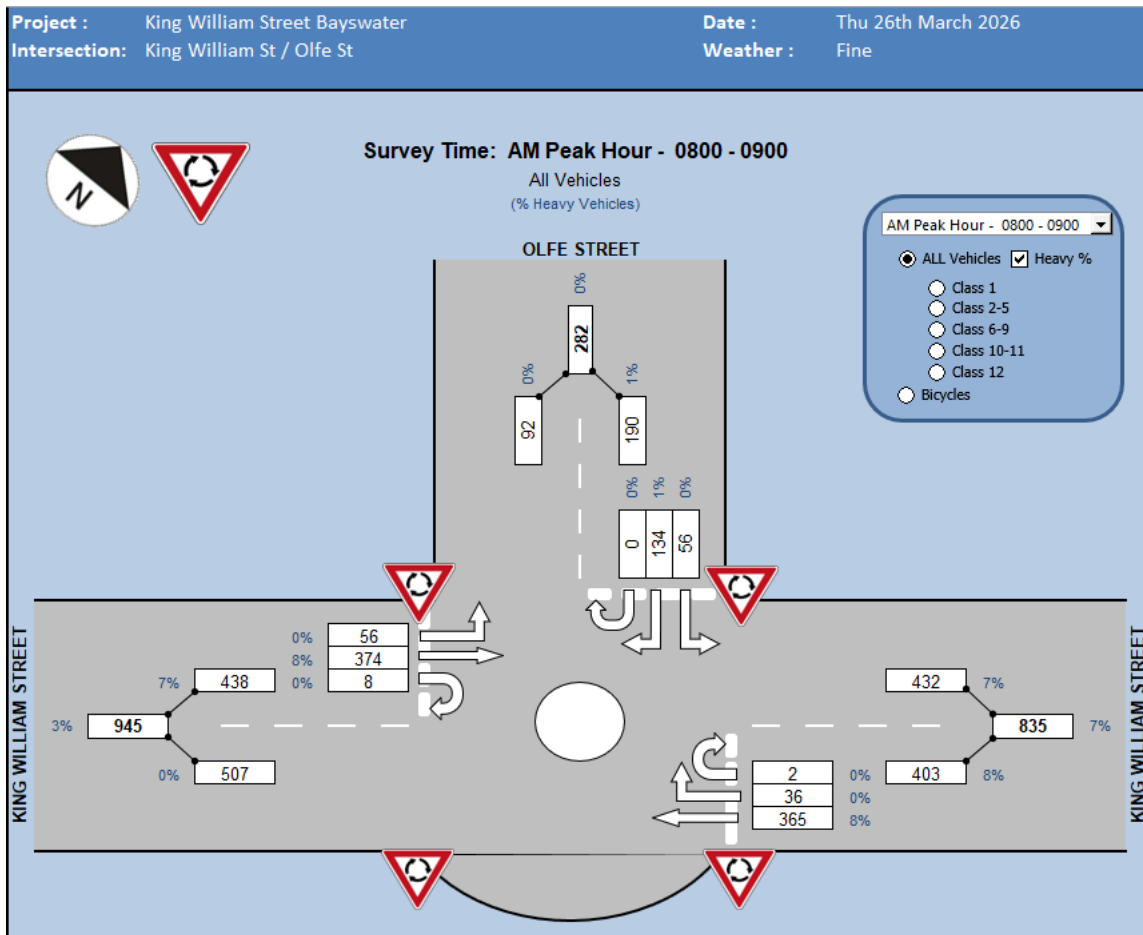 Project : King William Street Bayswater Date : Thu 26th March 2026
Intersection: King William St / Olfe St Weather : Fine
N
Survey Time: AM Peak Hour - 0800 - 0900
All Vehicles
(% Heavy Vehicles)
AM Peak Hour - 0800 - 0900
ALL Vehicles Heavy %
Class 1
Class 2-5
Class 6-9
Class 10-11
Class 12
Bicycles
OLFE STREET
0%
282
0% 1%
92 190
0% 1% 0%
0 134 56
KING WILLIAM STREET
0% 56
8% 374
0% 8
7% 438
3% 945
0% 507
432 7%
835 7%
403 8%
2 0%
36 0%
365 8%
KING WILLIAM STREET